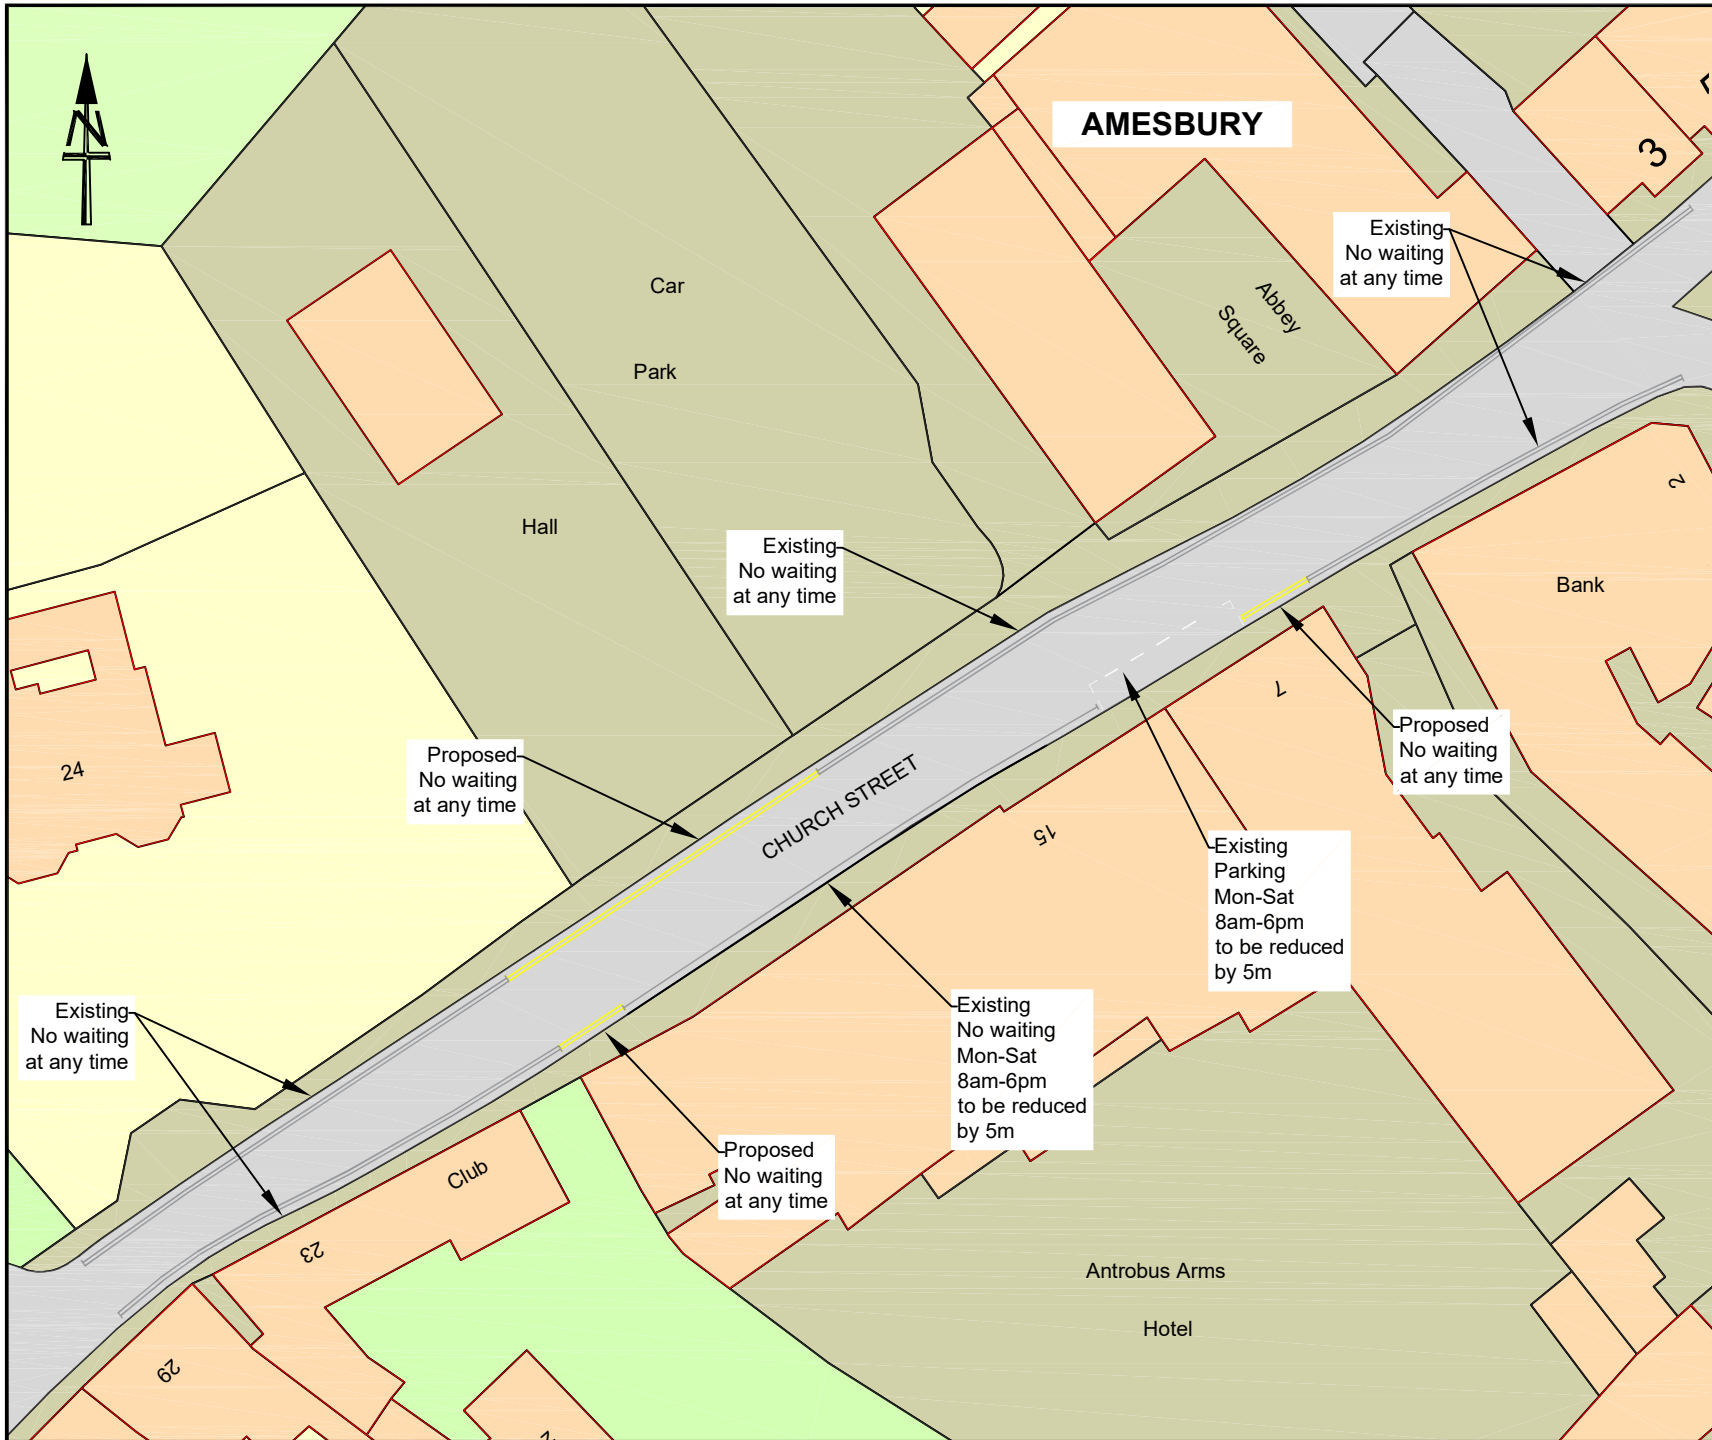 N
AMESBURY
3
Existing
No waiting
at any time
Car
Park
Abbey
Square
Hall
2
Bank
Existing
No waiting
at any time
7
Proposed
No waiting
at any time
24
Proposed
No waiting
at any time
CHURCH STREET
15
Existing
Parking
Mon-Sat
8am-6pm
to be reduced
by 5m
Existing
No waiting
at any time
Existing
No waiting
Mon-Sat
8am-6pm
to be reduced
by 5m
Proposed
No waiting
at any time
Club
23
29
Antrobus Arms
Hotel